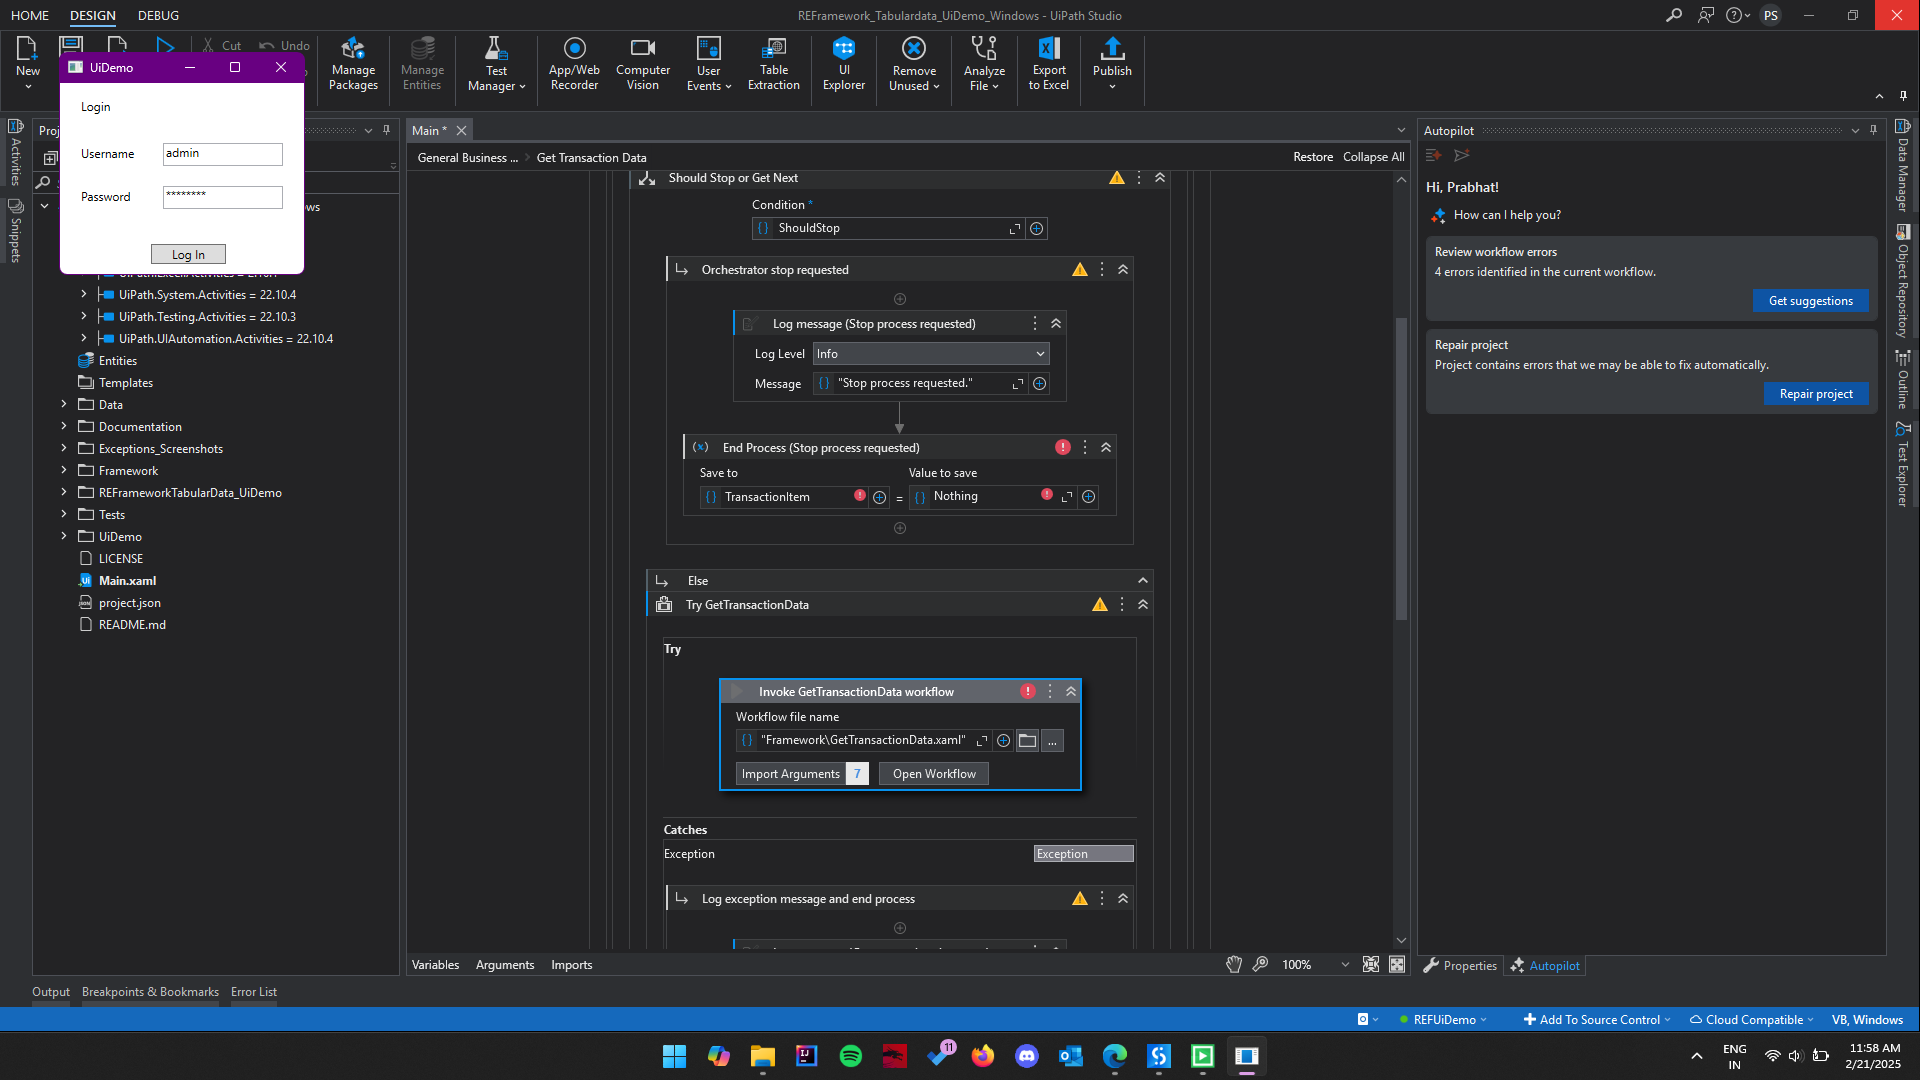 HOME
DESIGN
DEBUG
REFramework_Tabulardata_UiDemo_Windows - UiPath Studio
PS
New
Cut
Undo
Manage Packages
Manage Entities
Test Manager
App/Web Recorder
Computer Vision
User Events
Table Extraction
UI Explorer
Remove Unused
Analyze File
Export to Excel
Publish
UiDemo
Login
Username
admin
Password
********
Log In
Activities
Snippets
UiPath.System.Activities = 22.10.4
UiPath.Testing.Activities = 22.10.3
UiPath.UIAutomation.Activities = 22.10.4
Entities
Templates
Data
Documentation
Exceptions_Screenshots
Framework
REFrameworkTabularData_UiDemo
Tests
UiDemo
LICENSE
Main.xaml
project.json
README.md
Main *
General Business ...
Get Transaction Data
Restore
Collapse All
Should Stop or Get Next
Condition *
ShouldStop
Orchestrator stop requested
Log message (Stop process requested)
Log Level
Info
Message
"Stop process requested."
End Process (Stop process requested)
Save to
Value to save
TransactionItem
=
Nothing
Else
Try GetTransactionData
Try
Invoke GetTransactionData workflow
Workflow file name
"Framework\GetTransactionData.xaml"
...
Import Arguments
7
Open Workflow
Catches
Exception
Exception
Log exception message and end process
Variables
Arguments
Imports
100%
Autopilot
Hi, Prabhat!
How can I help you?
Review workflow errors
4 errors identified in the current workflow.
Get suggestions
Repair project
Project contains errors that we may be able to fix automatically.
Repair project
Data Manager
Object Repository
Outline
Test Explorer
Properties
Autopilot
Output
Breakpoints & Bookmarks
Error List
REFUiDemo
Add To Source Control
Cloud Compatible
VB, Windows
11
ENG
IN
11:58 AM
2/21/2025